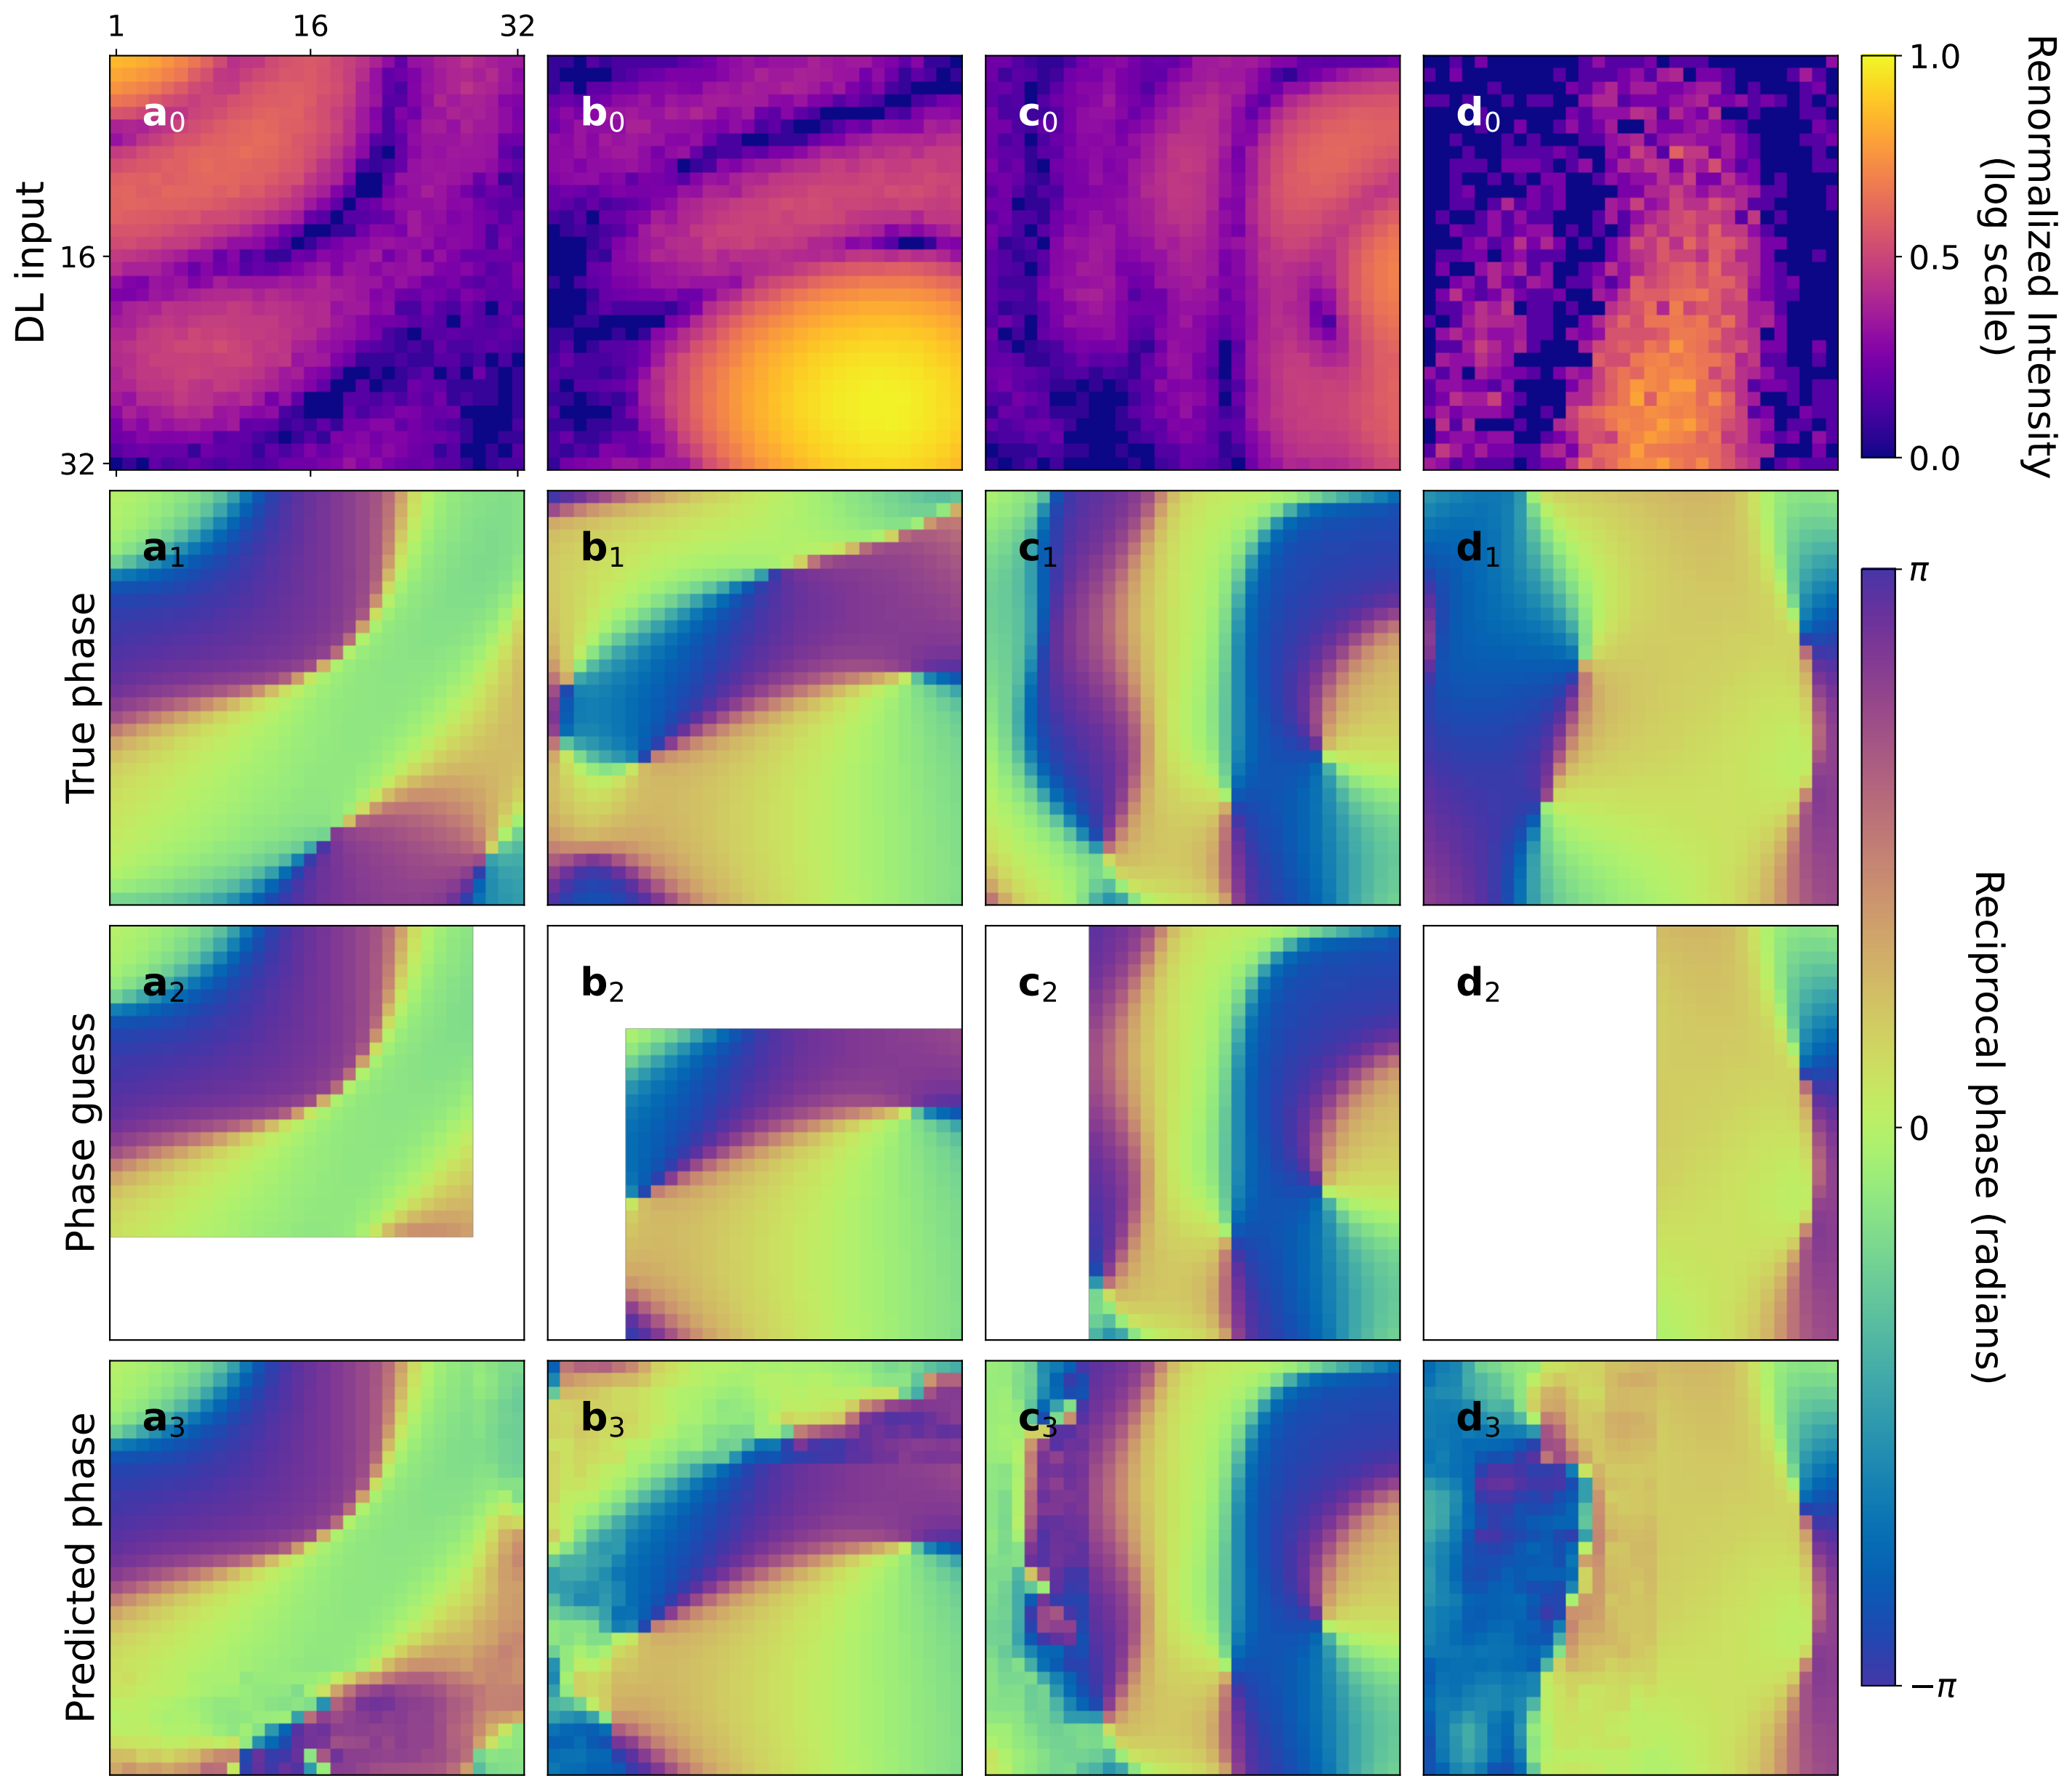 1 16 32
DL input
16
32
a0
b0
c0
d0
1.0
0.5
0.0
Renormalized Intensity
(log scale)
True phase
a1
b1
c1
d1
Phase guess
a2
b2
c2
d2
Predicted phase
a3
b3
c3
d3
π
0
−π
Reciprocal phase (radians)